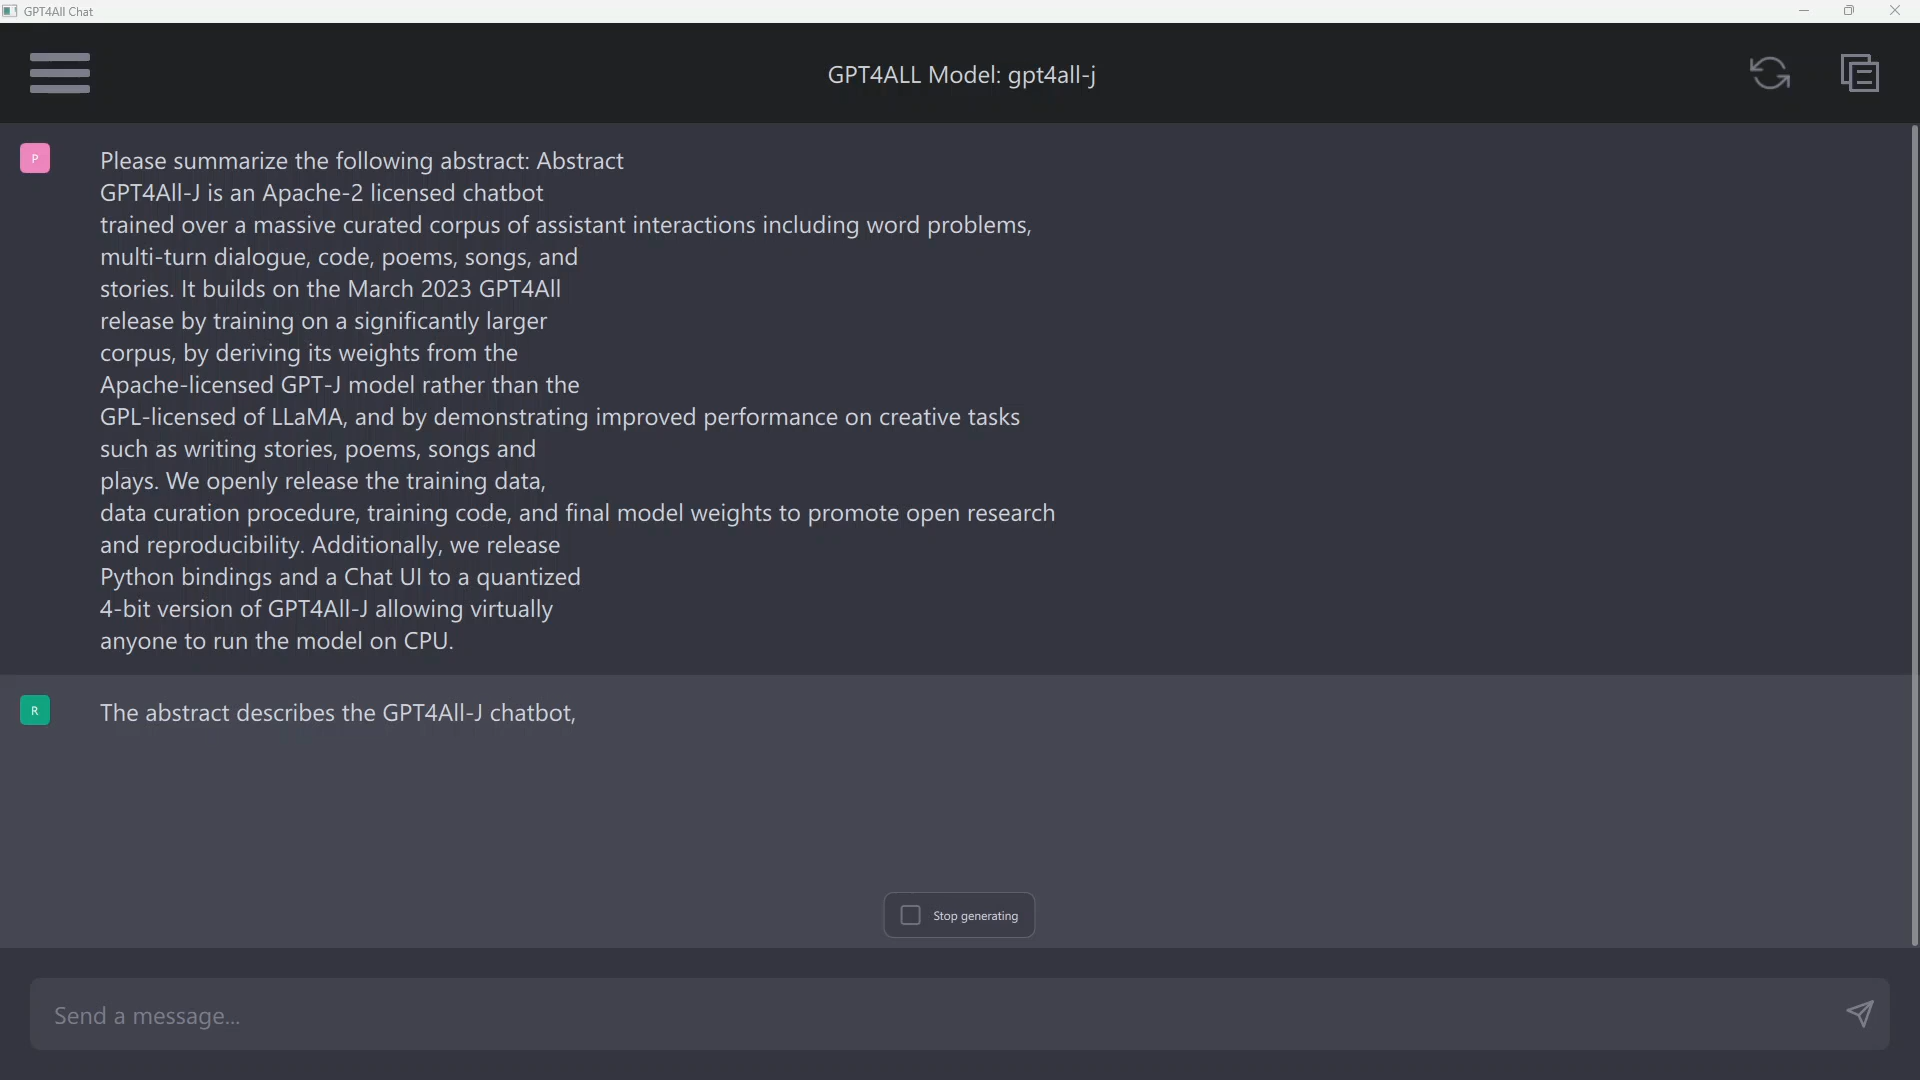 GPT4All Chat
GPT4ALL Model: gpt4all-j
P
Please summarize the following abstract: Abstract
GPT4All-J is an Apache-2 licensed chatbot
trained over a massive curated corpus of assistant interactions including word problems,
multi-turn dialogue, code, poems, songs, and
stories. It builds on the March 2023 GPT4All
release by training on a significantly larger
corpus, by deriving its weights from the
Apache-licensed GPT-J model rather than the
GPL-licensed of LLaMA, and by demonstrating improved performance on creative tasks
such as writing stories, poems, songs and
plays. We openly release the training data,
data curation procedure, training code, and final model weights to promote open research
and reproducibility. Additionally, we release
Python bindings and a Chat UI to a quantized
4-bit version of GPT4All-J allowing virtually
anyone to run the model on CPU.
R
The abstract describes the GPT4All-J chatbot,
Stop generating
Send a message...